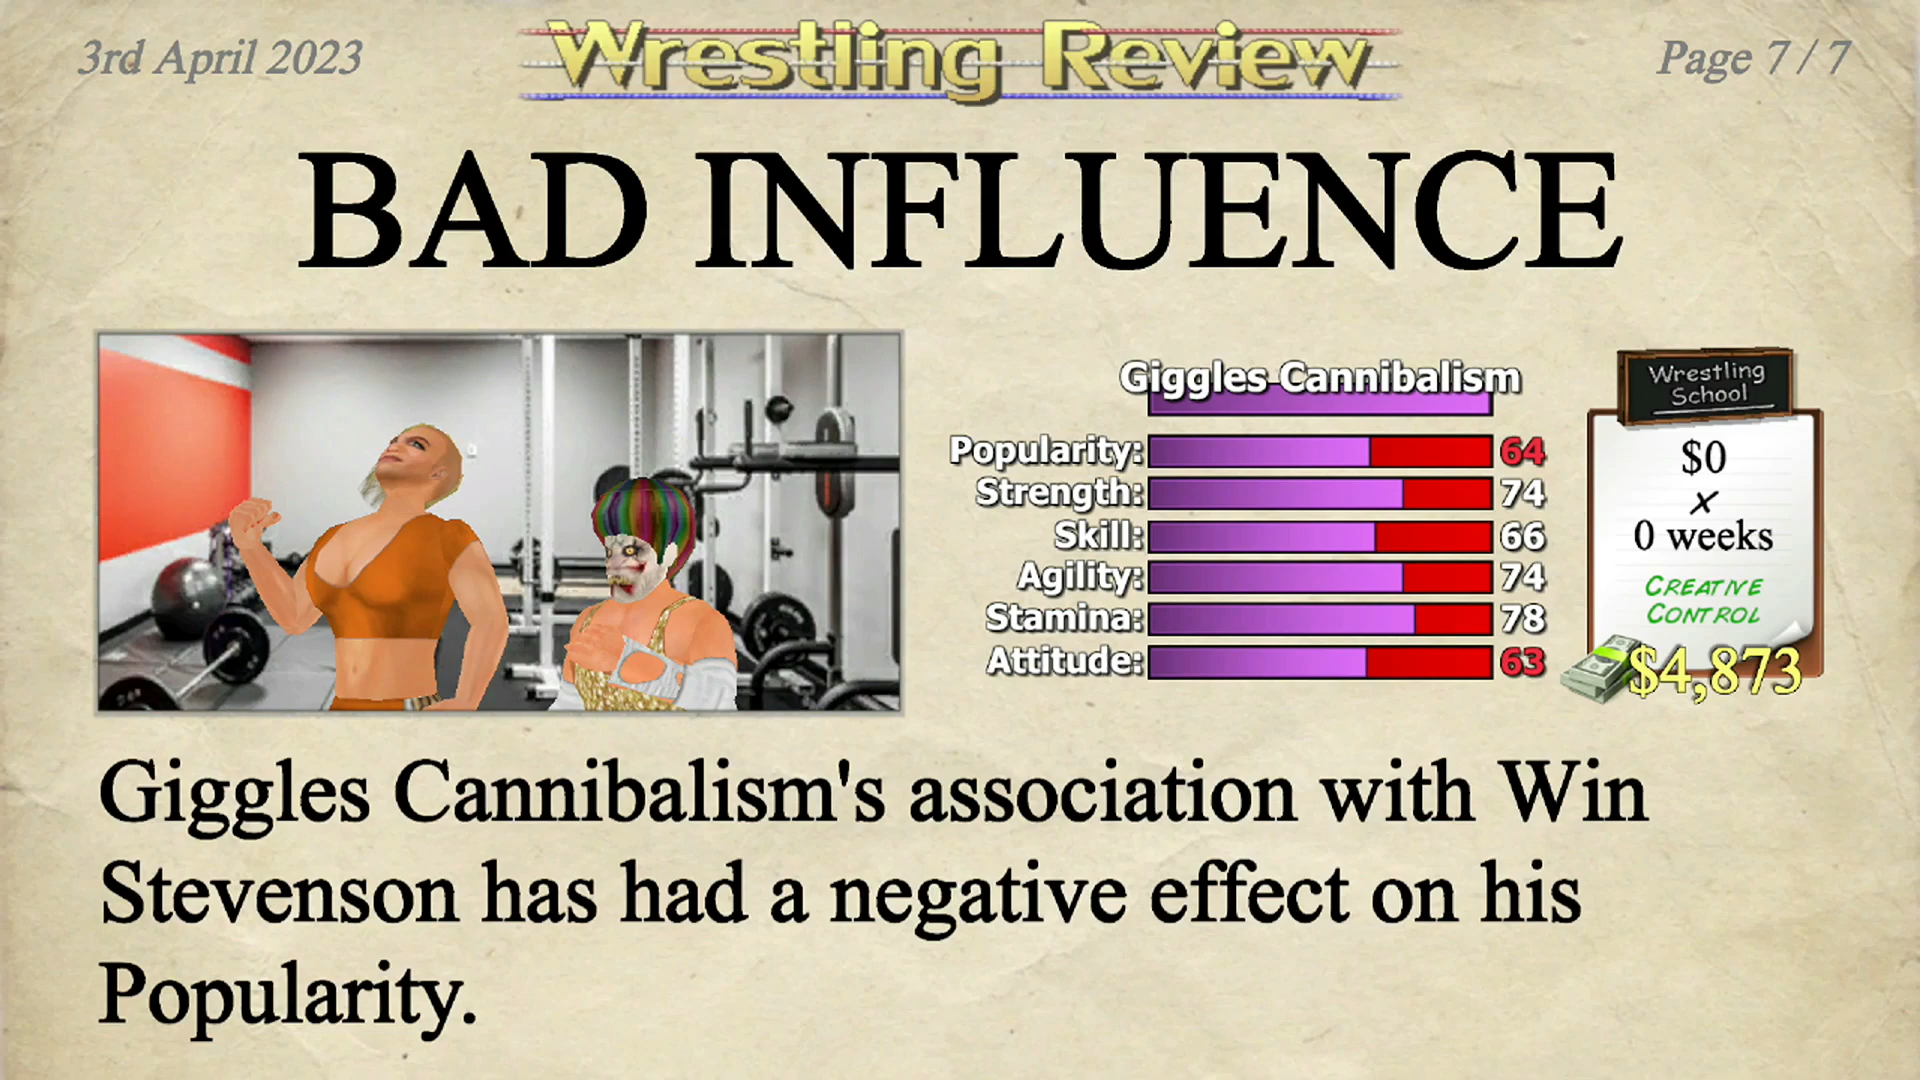 3rd April 2023
Wrestling Review
Page 7 / 7
BAD INFLUENCE
Giggles Cannibalism
Popularity: 64
Strength: 74
Skill: 66
Agility: 74
Stamina: 78
Attitude: 63
Wrestling
School
$0
x
0 weeks
CREATIVE
CONTROL
$4,873
Giggles Cannibalism's association with Win
Stevenson has had a negative effect on his
Popularity.